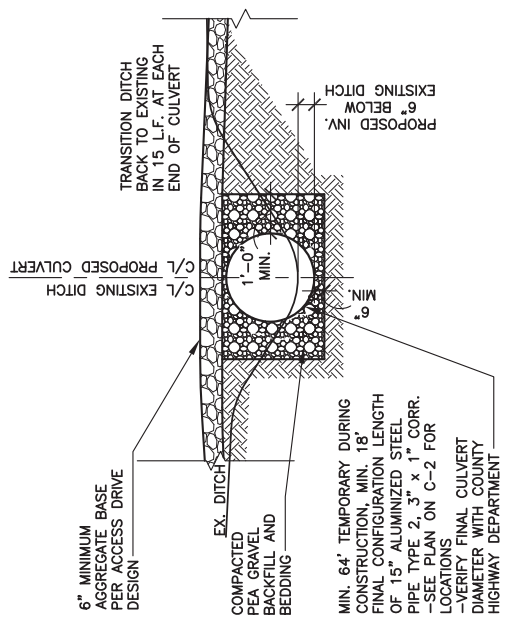 6" MINIMUM
AGGREGATE BASE
PER ACCESS DRIVE
DESIGN
EX. DITCH
COMPACTED
PEA GRAVEL
BACKFILL AND
BEDDING
MIN. 64' TEMPORARY DURING
CONSTRUCTION, MIN. 18'
FINAL CONFIGURATION LENGTH
OF 15" ALUMINIZED STEEL
PIPE TYPE 2, 3" x 1" CORR.
-SEE PLAN ON C-2 FOR
LOCATIONS
-VERIFY FINAL CULVERT
DIAMETER WITH COUNTY
HIGHWAY DEPARTMENT
C/L
EXISTING DITCH
C/L
PROPOSED CULVERT
1'-0"
MIN.
6"
MIN.
TRANSITION DITCH
BACK TO EXISTING
IN 15 L.F. AT EACH
END OF CULVERT
PROPOSED INV.
6" BELOW
EXISTING DITCH